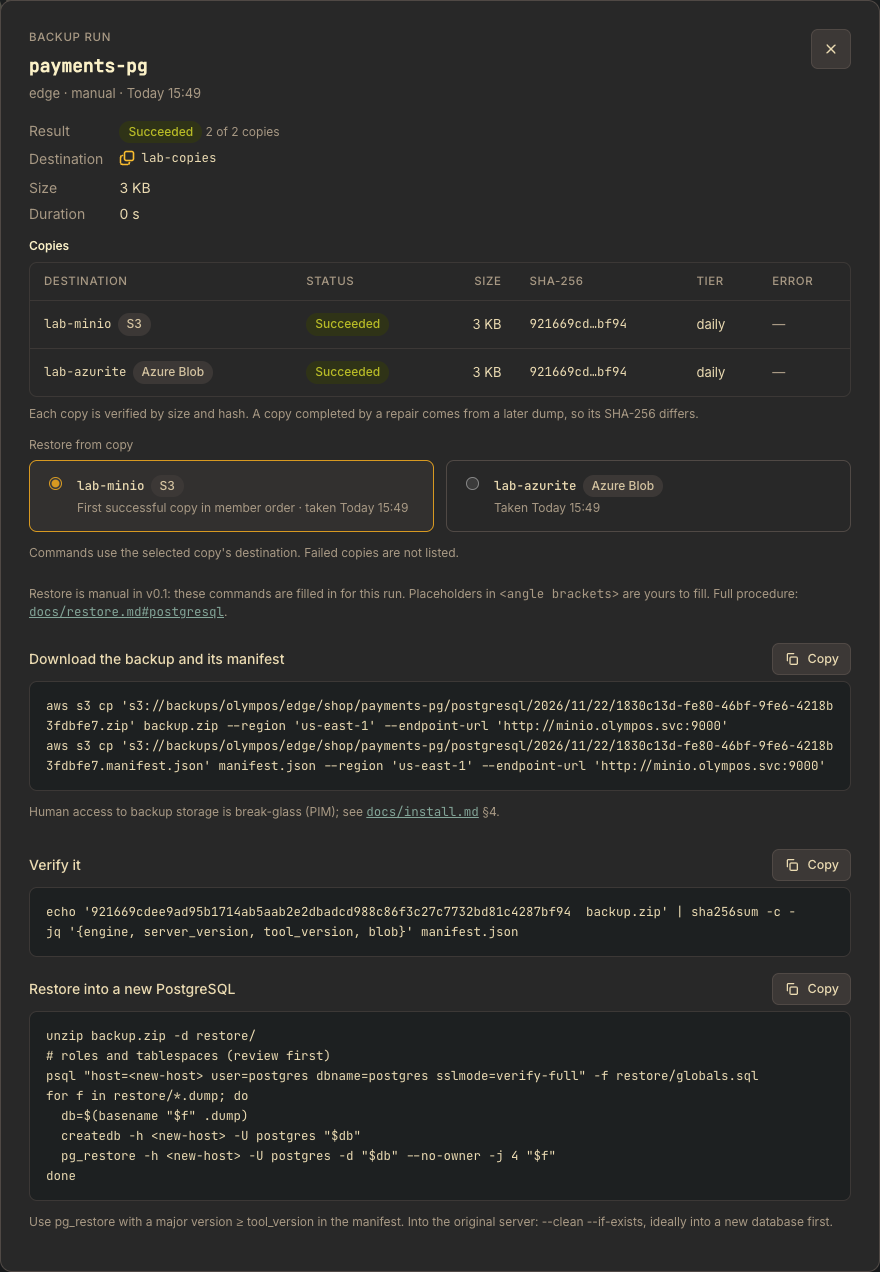 BACKUP RUN
payments-pg
edge · manual · Today 15:49
Result Succeeded 2 of 2 copies
Destination lab-copies
Size 3 KB
Duration 0 s
Copies
DESTINATION STATUS SIZE SHA-256 TIER ERROR
lab-minio S3 Succeeded 3 KB 921669cd…bf94 daily —
lab-azurite Azure Blob Succeeded 3 KB 921669cd…bf94 daily —
Each copy is verified by size and hash. A copy completed by a repair comes from a later dump, so its SHA-256 differs.
Restore from copy
lab-minio S3
First successful copy in member order · taken Today 15:49
lab-azurite Azure Blob
Taken Today 15:49
Commands use the selected copy's destination. Failed copies are not listed.
Restore is manual in v0.1: these commands are filled in for this run. Placeholders in <angle brackets> are yours to fill. Full procedure:
docs/restore.md#postgresql.
Download the backup and its manifest Copy
aws s3 cp 's3://backups/olympos/edge/shop/payments-pg/postgresql/2026/11/22/1830c13d-fe80-46bf-9fe6-4218b
3fdbfe7.zip' backup.zip --region 'us-east-1' --endpoint-url 'http://minio.olympos.svc:9000'
aws s3 cp 's3://backups/olympos/edge/shop/payments-pg/postgresql/2026/11/22/1830c13d-fe80-46bf-9fe6-4218b
3fdbfe7.manifest.json' manifest.json --region 'us-east-1' --endpoint-url 'http://minio.olympos.svc:9000'
Human access to backup storage is break-glass (PIM); see docs/install.md §4.
Verify it Copy
echo '921669cdee9ad95b1714ab5aab2e2dbadcd988c86f3c27c7732bd81c4287bf94  backup.zip' | sha256sum -c -
jq '{engine, server_version, tool_version, blob}' manifest.json
Restore into a new PostgreSQL Copy
unzip backup.zip -d restore/
# roles and tablespaces (review first)
psql "host=<new-host> user=postgres dbname=postgres sslmode=verify-full" -f restore/globals.sql
for f in restore/*.dump; do
  db=$(basename "$f" .dump)
  createdb -h <new-host> -U postgres "$db"
  pg_restore -h <new-host> -U postgres -d "$db" --no-owner -j 4 "$f"
done
Use pg_restore with a major version ≥ tool_version in the manifest. Into the original server: --clean --if-exists, ideally into a new database first.